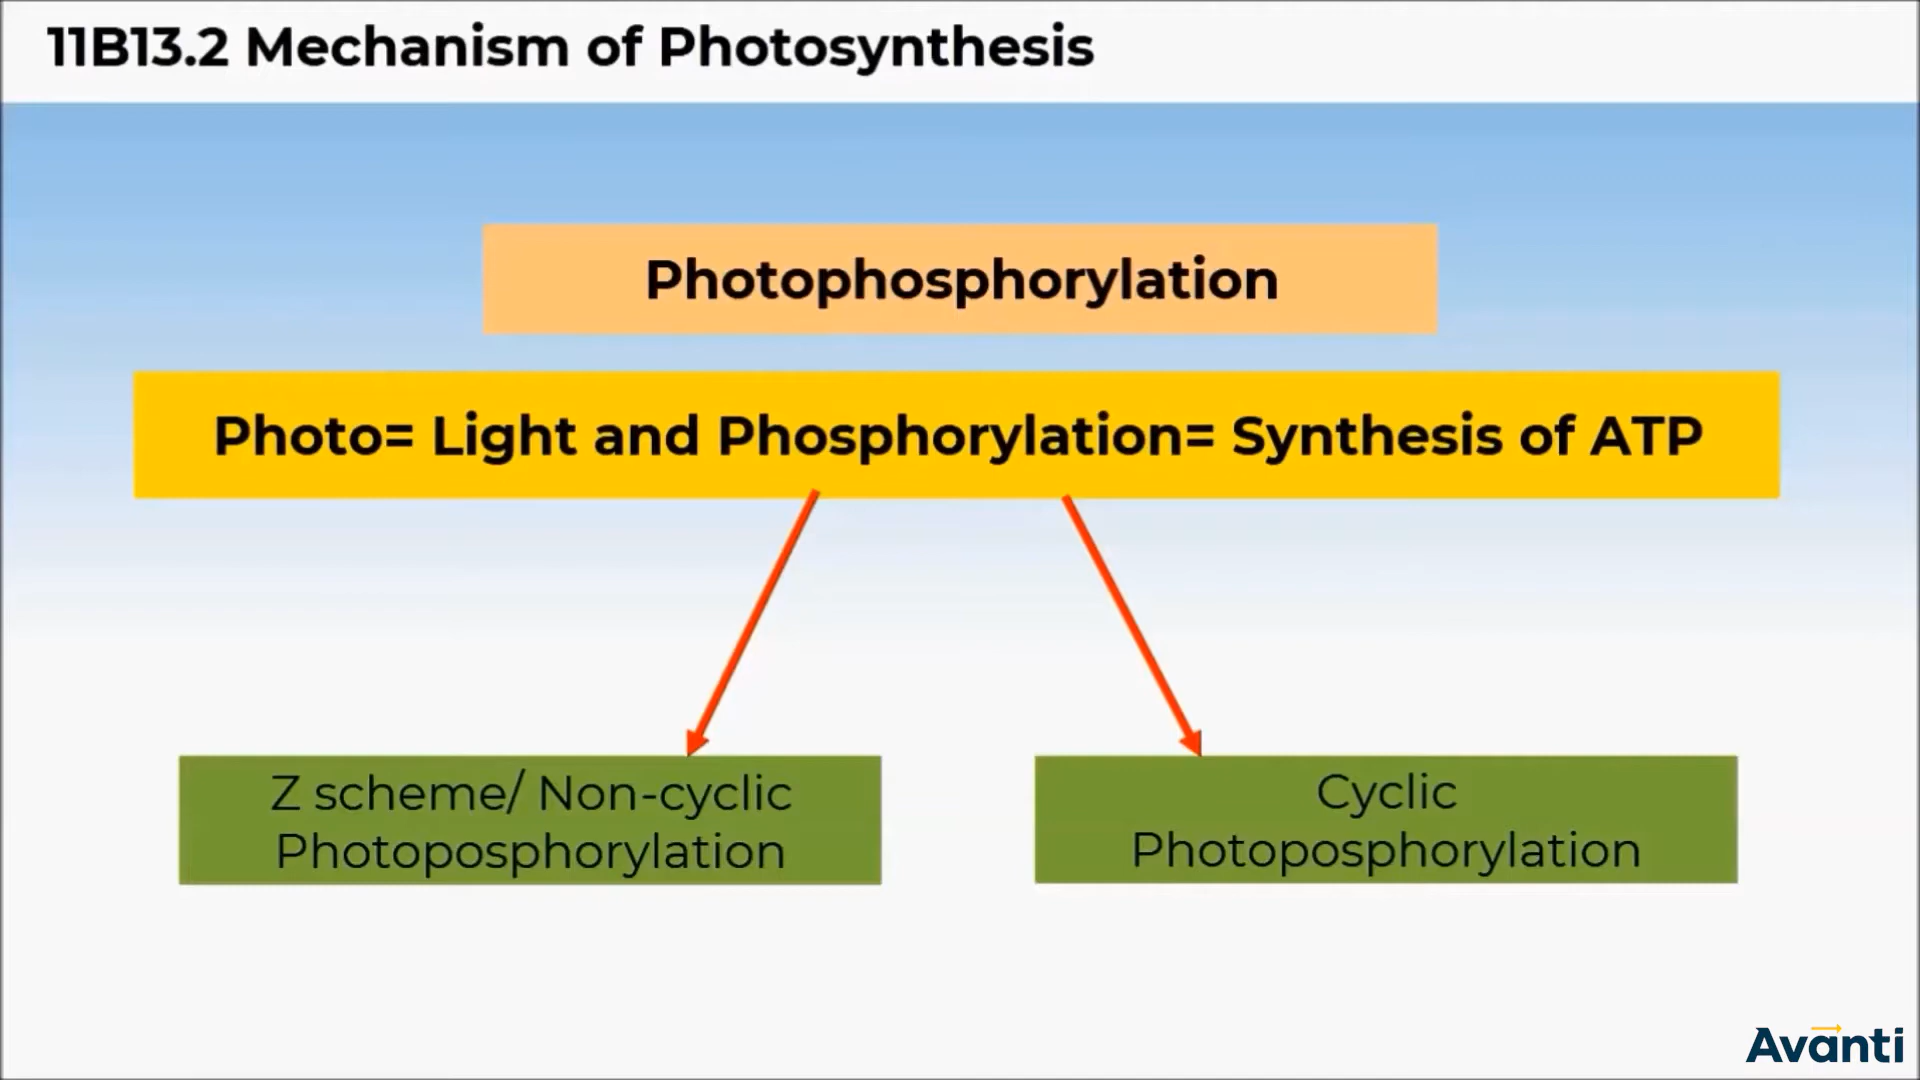 11B13.2 Mechanism of Photosynthesis
Photophosphorylation
Photo= Light and Phosphorylation= Synthesis of ATP
Z scheme/ Non-cyclic
Photoposphorylation
Cyclic
Photoposphorylation
Avanti